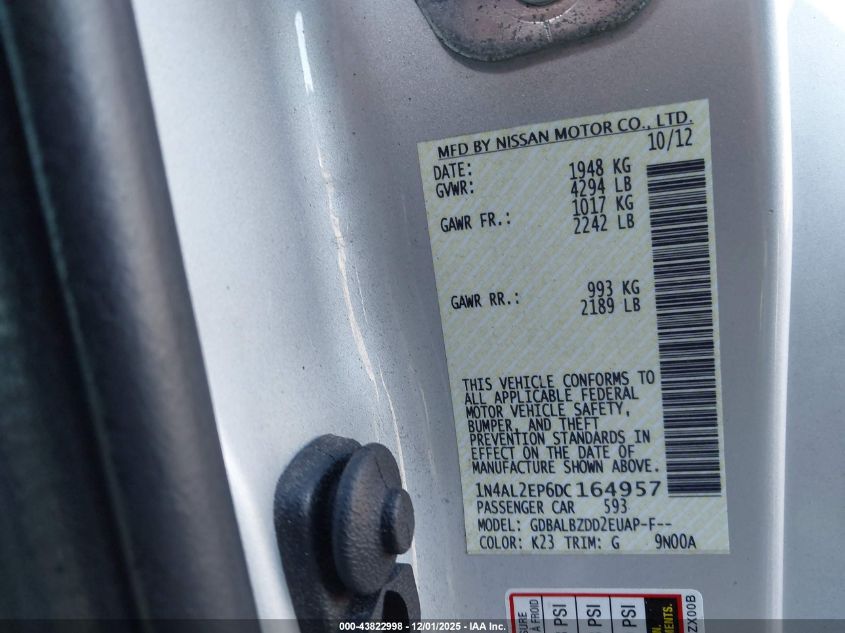 MFD BY NISSAN MOTOR CO., LTD.
DATE: 10/12
GVWR: 1948 KG
4294 LB
GAWR FR.: 1017 KG
2242 LB
GAWR RR.: 993 KG
2189 LB
THIS VEHICLE CONFORMS TO
ALL APPLICABLE FEDERAL
MOTOR VEHICLE SAFETY,
BUMPER, AND THEFT
PREVENTION STANDARDS IN
EFFECT ON THE DATE OF
MANUFACTURE SHOWN ABOVE.
1N4AL2EP6DC164957
PASSENGER CAR 593
MODEL: GDBALBZDD2EUAP-F--
COLOR: K23 TRIM: G 9N00A
À FROID
PSI
PSI
PSI
ZX00B
000-43822998 - 12/01/2025 - IAA Inc.